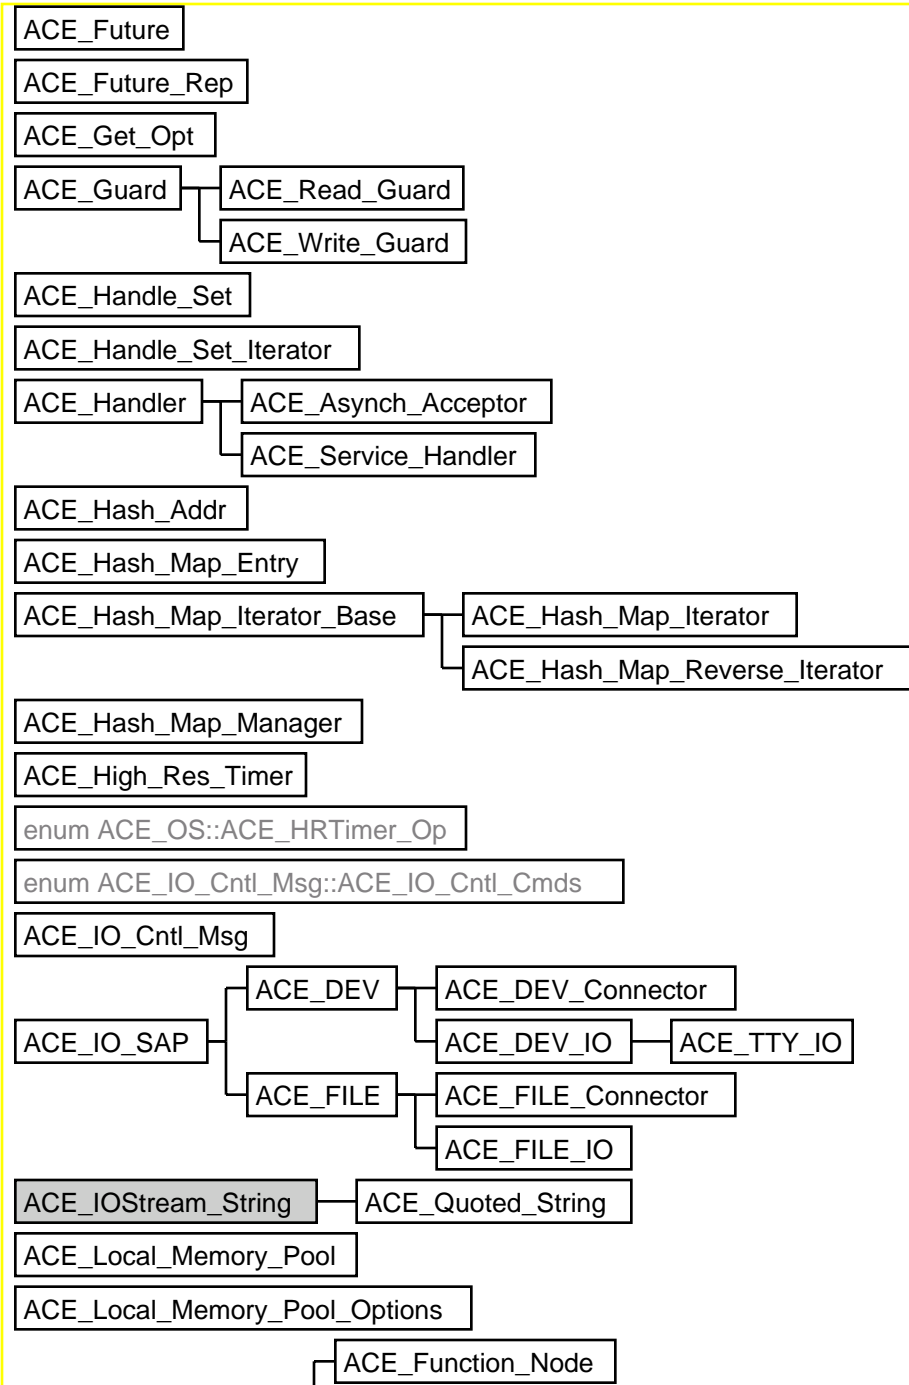 ACE_Future
ACE_Future_Rep
ACE_Get_Opt
ACE_Guard ACE_Read_Guard
ACE_Write_Guard
ACE_Handle_Set
ACE_Handle_Set_Iterator
ACE_Handler ACE_Asynch_Acceptor
ACE_Service_Handler
ACE_Hash_Addr
ACE_Hash_Map_Entry
ACE_Hash_Map_Iterator_Base ACE_Hash_Map_Iterator
ACE_Hash_Map_Reverse_Iterator
ACE_Hash_Map_Manager
ACE_High_Res_Timer
enum ACE_OS::ACE_HRTimer_Op
enum ACE_IO_Cntl_Msg::ACE_IO_Cntl_Cmds
ACE_IO_Cntl_Msg
ACE_DEV ACE_DEV_Connector
ACE_IO_SAP ACE_DEV_IO ACE_TTY_IO
ACE_FILE ACE_FILE_Connector
ACE_FILE_IO
ACE_IOStream_String ACE_Quoted_String
ACE_Local_Memory_Pool
ACE_Local_Memory_Pool_Options
ACE_Function_Node